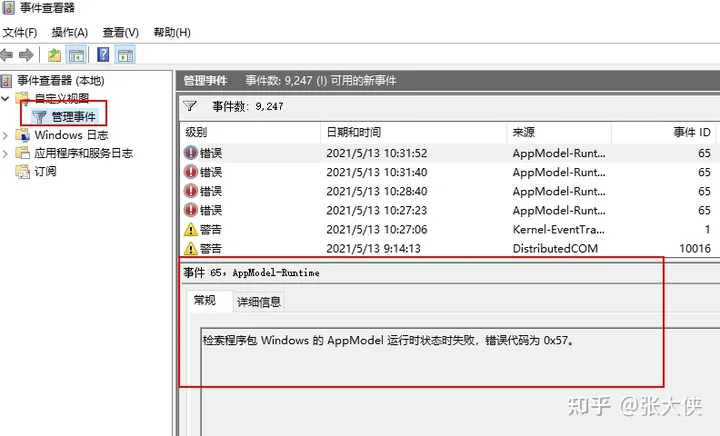 事件查看器
文件(F) 操作(A) 查看(V) 帮助(H)
事件查看器 (本地)
自定义视图
管理事件
Windows 日志
应用程序和服务日志
订阅
管理事件 事件数: 9,247 (!) 可用的新事件
事件数: 9,247
级别 日期和时间 来源 事件 ID
错误 2021/5/13 10:31:52 AppModel-Runt... 65
错误 2021/5/13 10:31:40 AppModel-Runt... 65
错误 2021/5/13 10:28:40 AppModel-Runt... 65
错误 2021/5/13 10:27:23 AppModel-Runt... 65
警告 2021/5/13 10:27:06 Kernel-EventTra... 1
警告 2021/5/13 9:14:13 DistributedCOM 10016
事件 65, AppModel-Runtime
常规 详细信息
检索程序包 Windows 的 AppModel 运行时状态时失败，错误代码为 0x57。
知乎 @张大侠